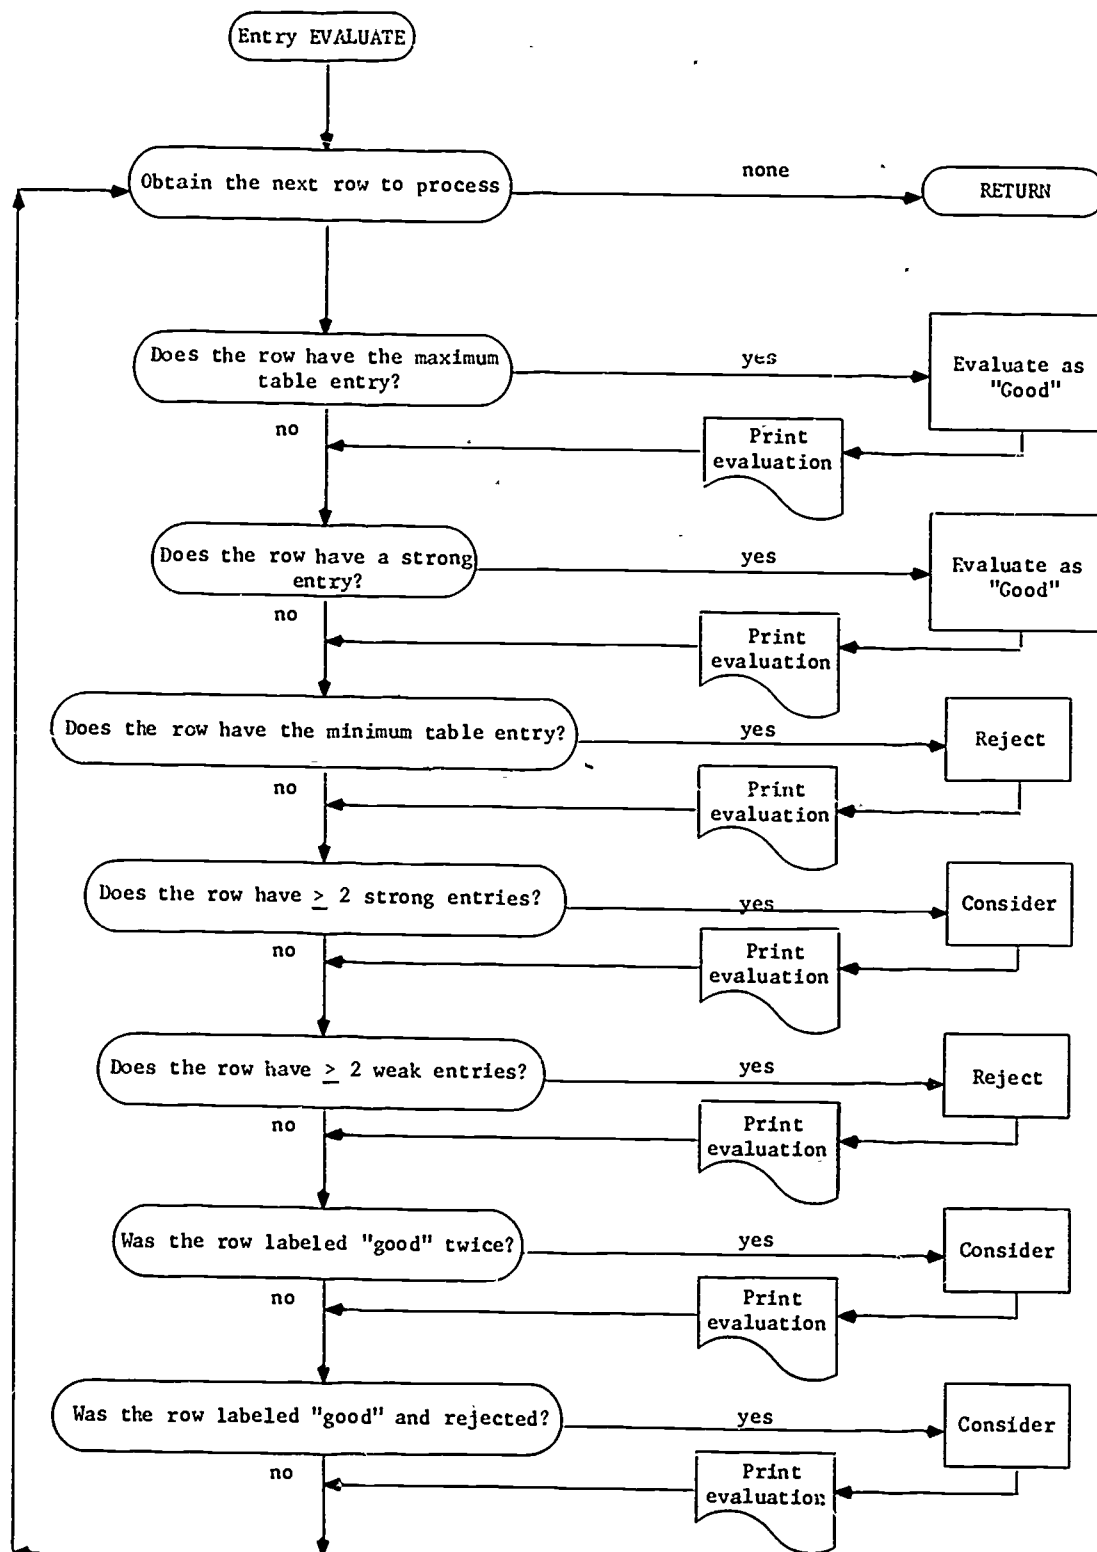 Entry EVALUATE
Obtain the next row to process
none
RETURN
Does the row have the maximum
table entry?
yes
Evaluate as
"Good"
no
Print
evaluation
Does the row have a strong
entry?
yes
Evaluate as
"Good"
no
Print
evaluation
Does the row have the minimum table entry?
yes
Reject
no
Print
evaluation
Does the row have ≥ 2 strong entries?
yes
Consider
no
Print
evaluation
Does the row have ≥ 2 weak entries?
yes
Reject
no
Print
evaluation
Was the row labeled "good" twice?
yes
Consider
no
Print
evaluation
Was the row labeled "good" and rejected?
yes
Consider
no
Print
evaluation